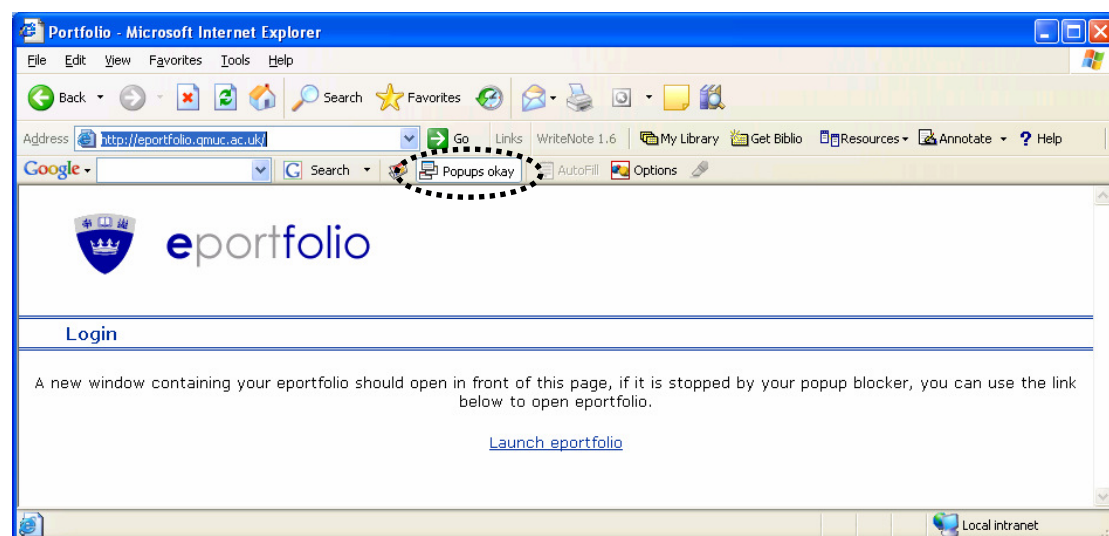 Portfolio - Microsoft Internet Explorer
File Edit View Favorites Tools Help
Back Search Favorites
Address http://eportfolio.qmuc.ac.uk/ Go Links WriteNote 1.6 My Library Get Biblio Resources Annotate ? Help
Google G Search Popups okay AutoFill Options
eportfolio
Login
A new window containing your eportfolio should open in front of this page, if it is stopped by your popup blocker, you can use the link
below to open eportfolio.
Launch eportfolio
Local intranet